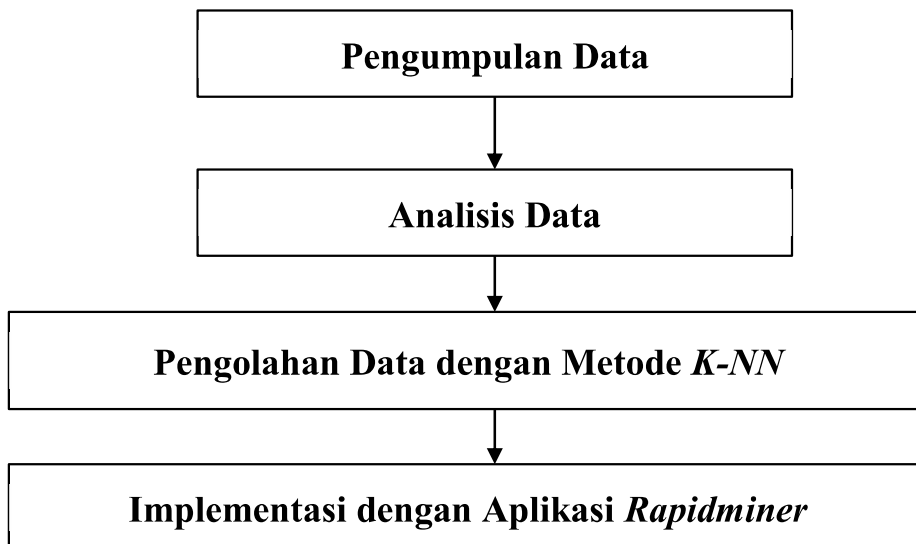 Pengumpulan Data
Analisis Data
Pengolahan Data dengan Metode K-NN
Implementasi dengan Aplikasi Rapidminer